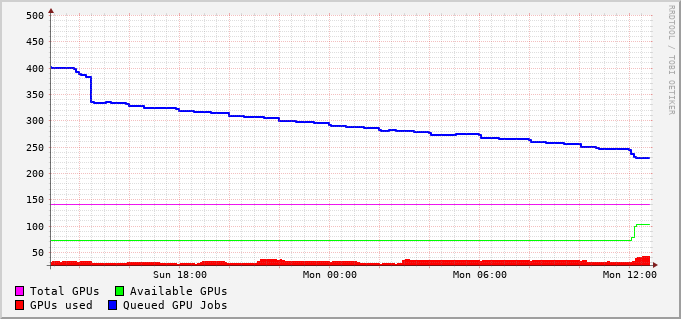 500
450
400
350
300
250
200
150
100
50
Sun 18:00 Mon 00:00 Mon 06:00 Mon 12:00
Total GPUs Available GPUs
GPUs used Queued GPU Jobs
RRDTOOL / TOBI OETIKER